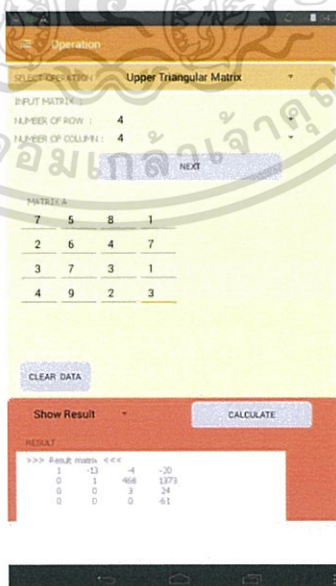 Operation
SELECT OPERATION Upper Triangular Matrix
INPUT MATRIX :
NUMBER OF ROW : 4
NUMBER OF COLUMN : 4
NEXT
MATRIX A
7 5 8 1
2 6 4 7
3 7 3 1
4 9 2 3
CLEAR DATA
Show Result CALCULATE
RESULT
>>> Result matrix <<<
1 -13 -4 -20
0 1 468 1373
0 0 3 24
0 0 0 -61